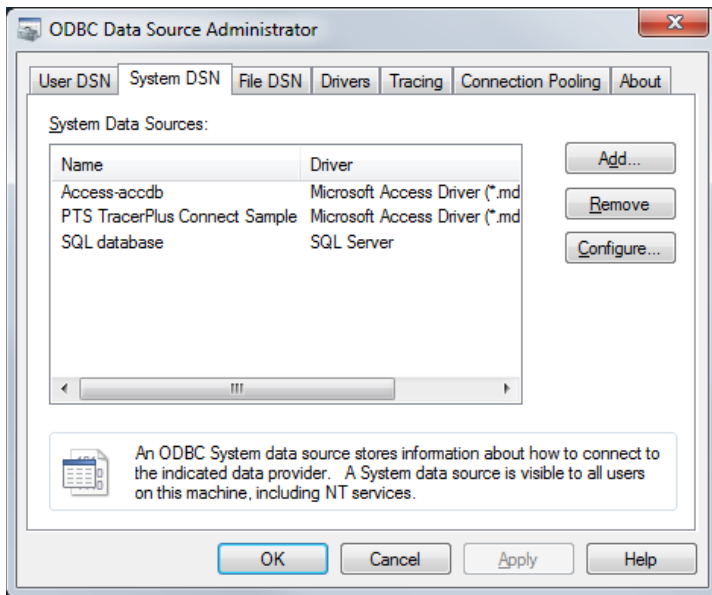 ODBC Data Source Administrator
User DSN System DSN File DSN Drivers Tracing Connection Pooling About
System Data Sources:
Name Driver
Access-accdb Microsoft Access Driver (*.md
PTS TracerPlus Connect Sample Microsoft Access Driver (*.md
SQL database SQL Server
Add...
Remove
Configure...
An ODBC System data source stores information about how to connect to
the indicated data provider. A System data source is visible to all users
on this machine, including NT services.
OK Cancel Apply Help